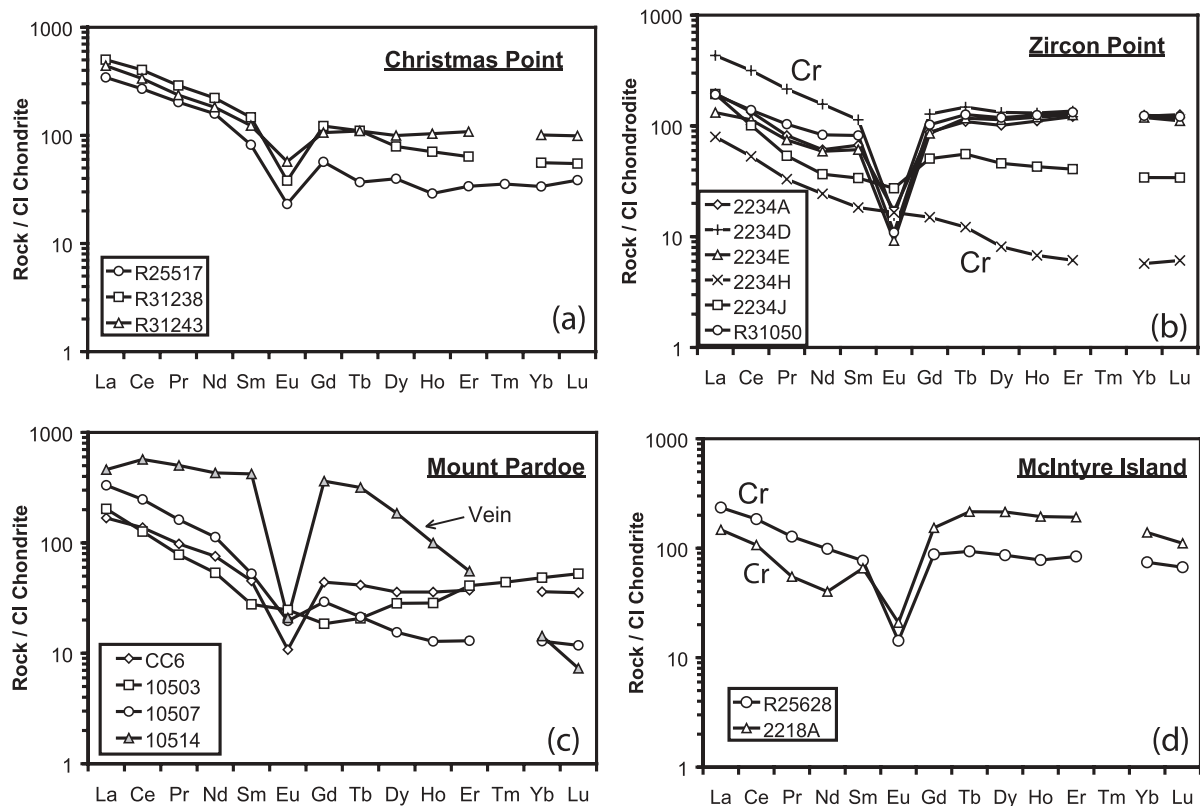 1000
100
10
1
Rock / CI Chondrite
Christmas Point
R25517
R31238
R31243
(a)
La Ce Pr Nd Sm Eu Gd Tb Dy Ho Er Tm Yb Lu
1000
100
10
1
Rock / CI Chondrodite
Zircon Point
Cr
Cr
2234A
2234D
2234E
2234H
2234J
R31050
(b)
La Ce Pr Nd Sm Eu Gd Tb Dy Ho Er Tm Yb Lu
1000
100
10
1
Rock / CI Chondrite
Mount Pardoe
Vein
CC6
10503
10507
10514
(c)
La Ce Pr Nd Sm Eu Gd Tb Dy Ho Er Tm Yb Lu
1000
100
10
1
Rock / CI Chondrite
McIntyre Island
Cr
Cr
R25628
2218A
(d)
La Ce Pr Nd Sm Eu Gd Tb Dy Ho Er Tm Yb Lu